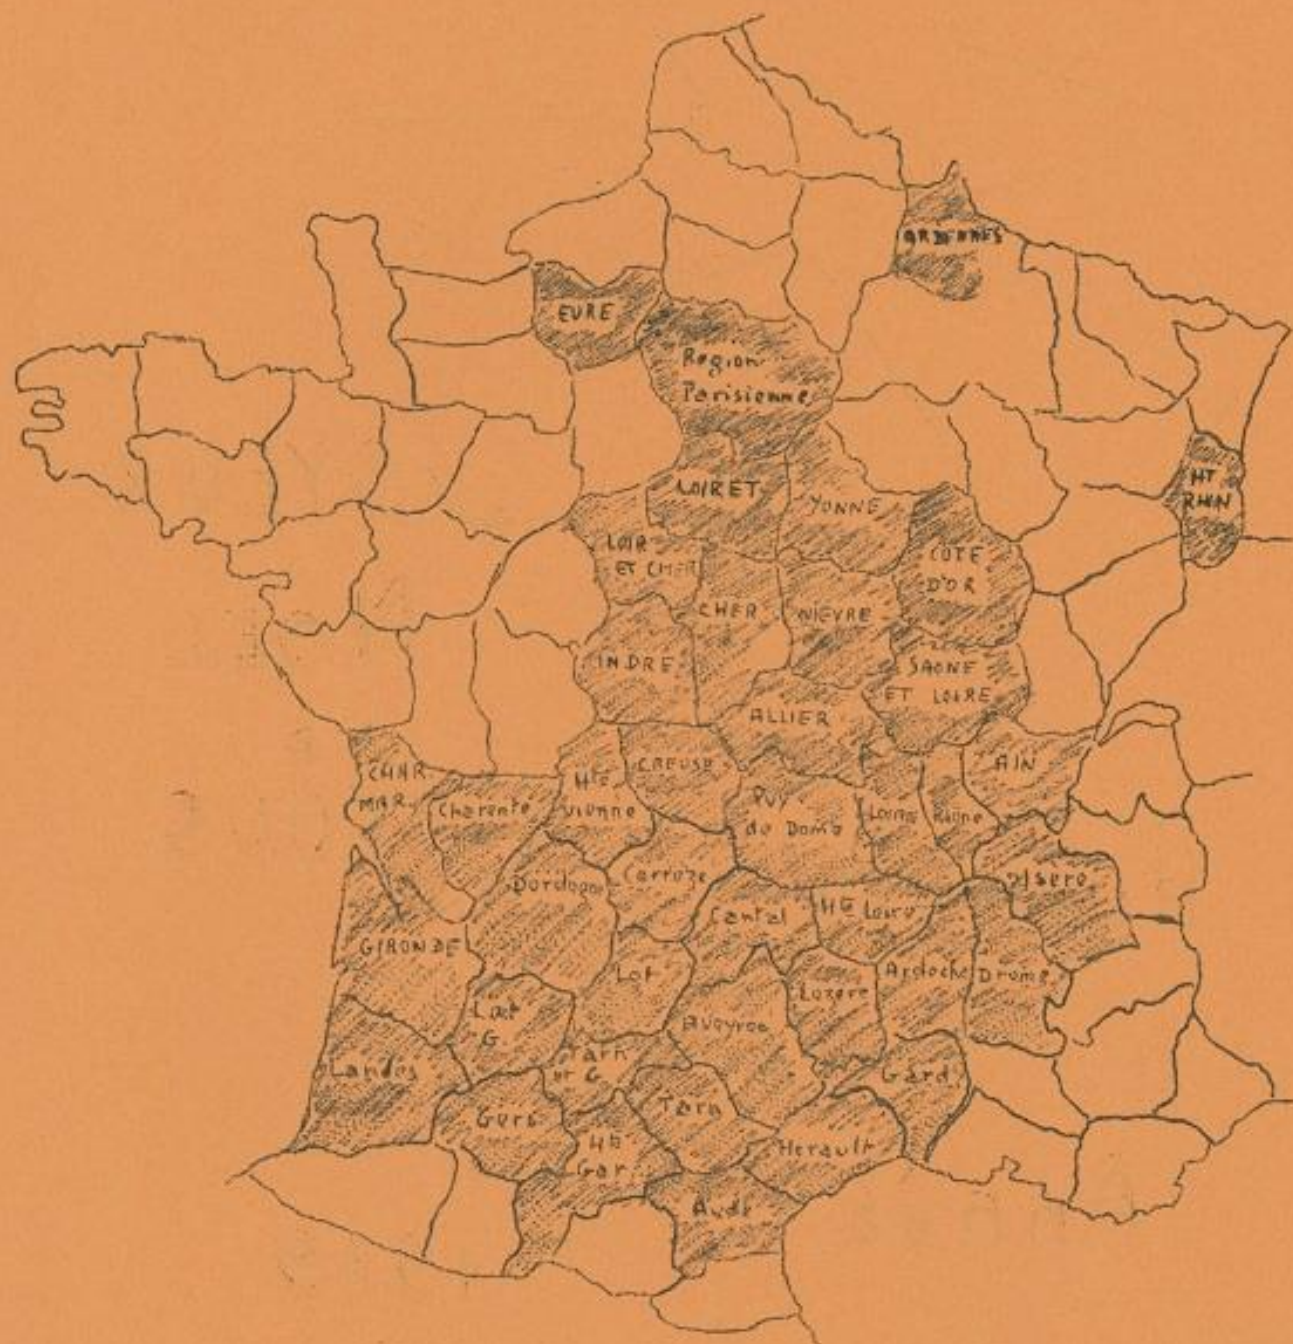 ARDENNES
EURE
Region
Parisienne
HT
RHIN
LOIRET
YONNE
LOIR
ET CHER
COTE
D'OR
CHER
NIEVRE
INDRE
SAONE
ET LOIRE
ALLIER
CHAR
MAR.
Charente
Hte
Vienne
CREUSE
Puy
de Dome
LOIRE
Rhone
AIN
Isere
Dordogne
Correze
Cantal
Hte Loire
GIRONDE
Lot
Lozere
Ardeche
Drome
Lot
G
Aveyron
Landes
Tarn
et G
Gard
Gers
Tarn
Hte
Gar
Herault
Aude